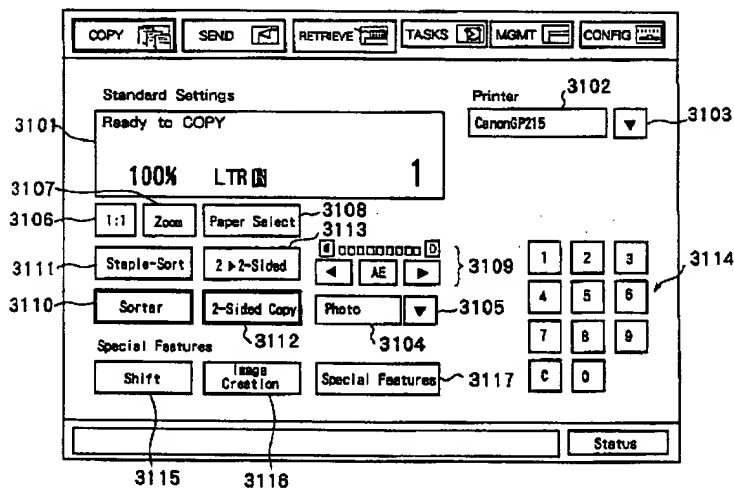 COPY SEND RETRIEVE TASKS MGMT CONFIG
Standard Settings
Printer
3102
3101
Ready to COPY
CanonGP215
▼
3103
100% LTR R 1
3107
3106
1:1
Zoom
Paper Select
3108
3113
3111
Staple-Sort
2▶2-Sided
◀ AE ▶
3109
1 2 3
3114
3110
Sorter
2-Sided Copy
Photo
▼
3105
4 5 6
3112
3104
7 8 9
Special Features
Shift
Image
Creation
Special Features
3117
C 0
Status
3115
3116